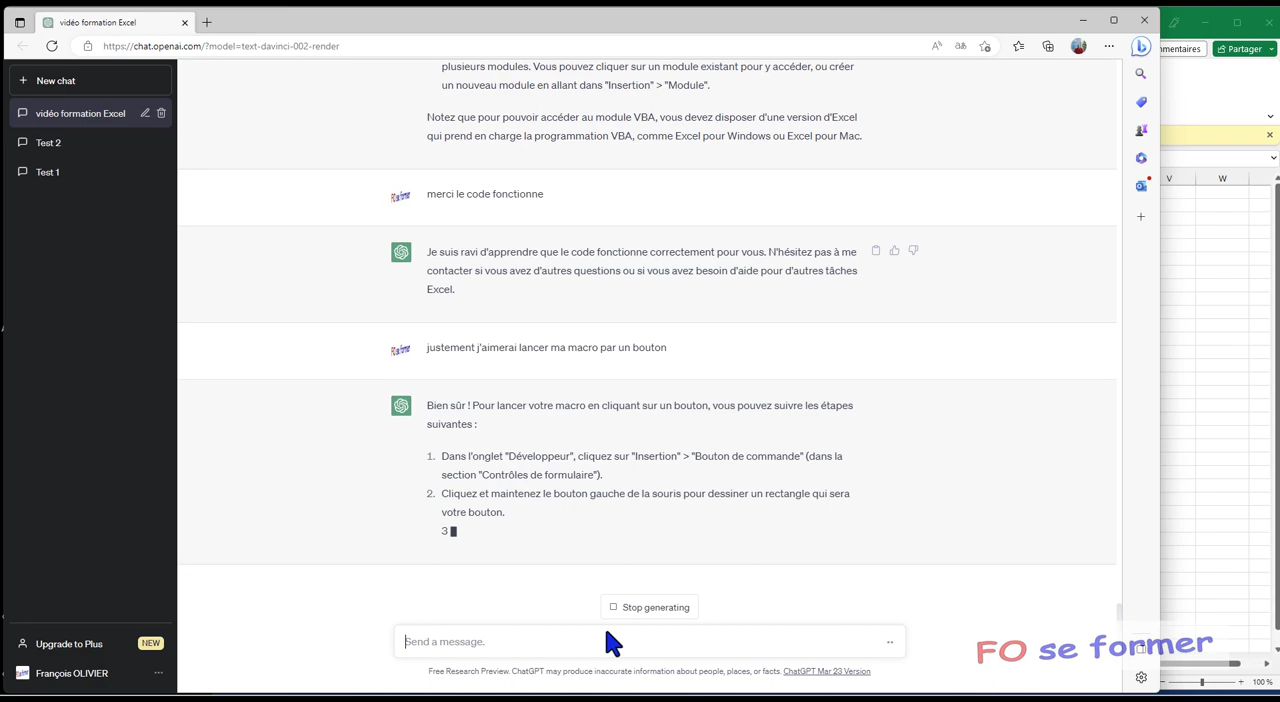 vidéo formation Excel
https://chat.openai.com/?model=text-davinci-002-render
mmentaires
Partager
New chat
vidéo formation Excel
Test 2
Test 1
plusieurs modules. Vous pouvez cliquer sur un module existant pour y accéder, ou créer
un nouveau module en allant dans "Insertion" > "Module".
Notez que pour pouvoir accéder au module VBA, vous devez disposer d'une version d'Excel
qui prend en charge la programmation VBA, comme Excel pour Windows ou Excel pour Mac.
V W
merci le code fonctionne
Je suis ravi d'apprendre que le code fonctionne correctement pour vous. N'hésitez pas à me
contacter si vous avez d'autres questions ou si vous avez besoin d'aide pour d'autres tâches
Excel.
justement j'aimerai lancer ma macro par un bouton
Bien sûr ! Pour lancer votre macro en cliquant sur un bouton, vous pouvez suivre les étapes
suivantes :
1. Dans l'onglet "Développeur", cliquez sur "Insertion" > "Bouton de commande" (dans la
section "Contrôles de formulaire").
2. Cliquez et maintenez le bouton gauche de la souris pour dessiner un rectangle qui sera
votre bouton.
3
Stop generating
Send a message.
Free Research Preview. ChatGPT may produce inaccurate information about people, places, or facts. ChatGPT Mar 23 Version
Upgrade to Plus NEW
François OLIVIER
FO se former
100 %